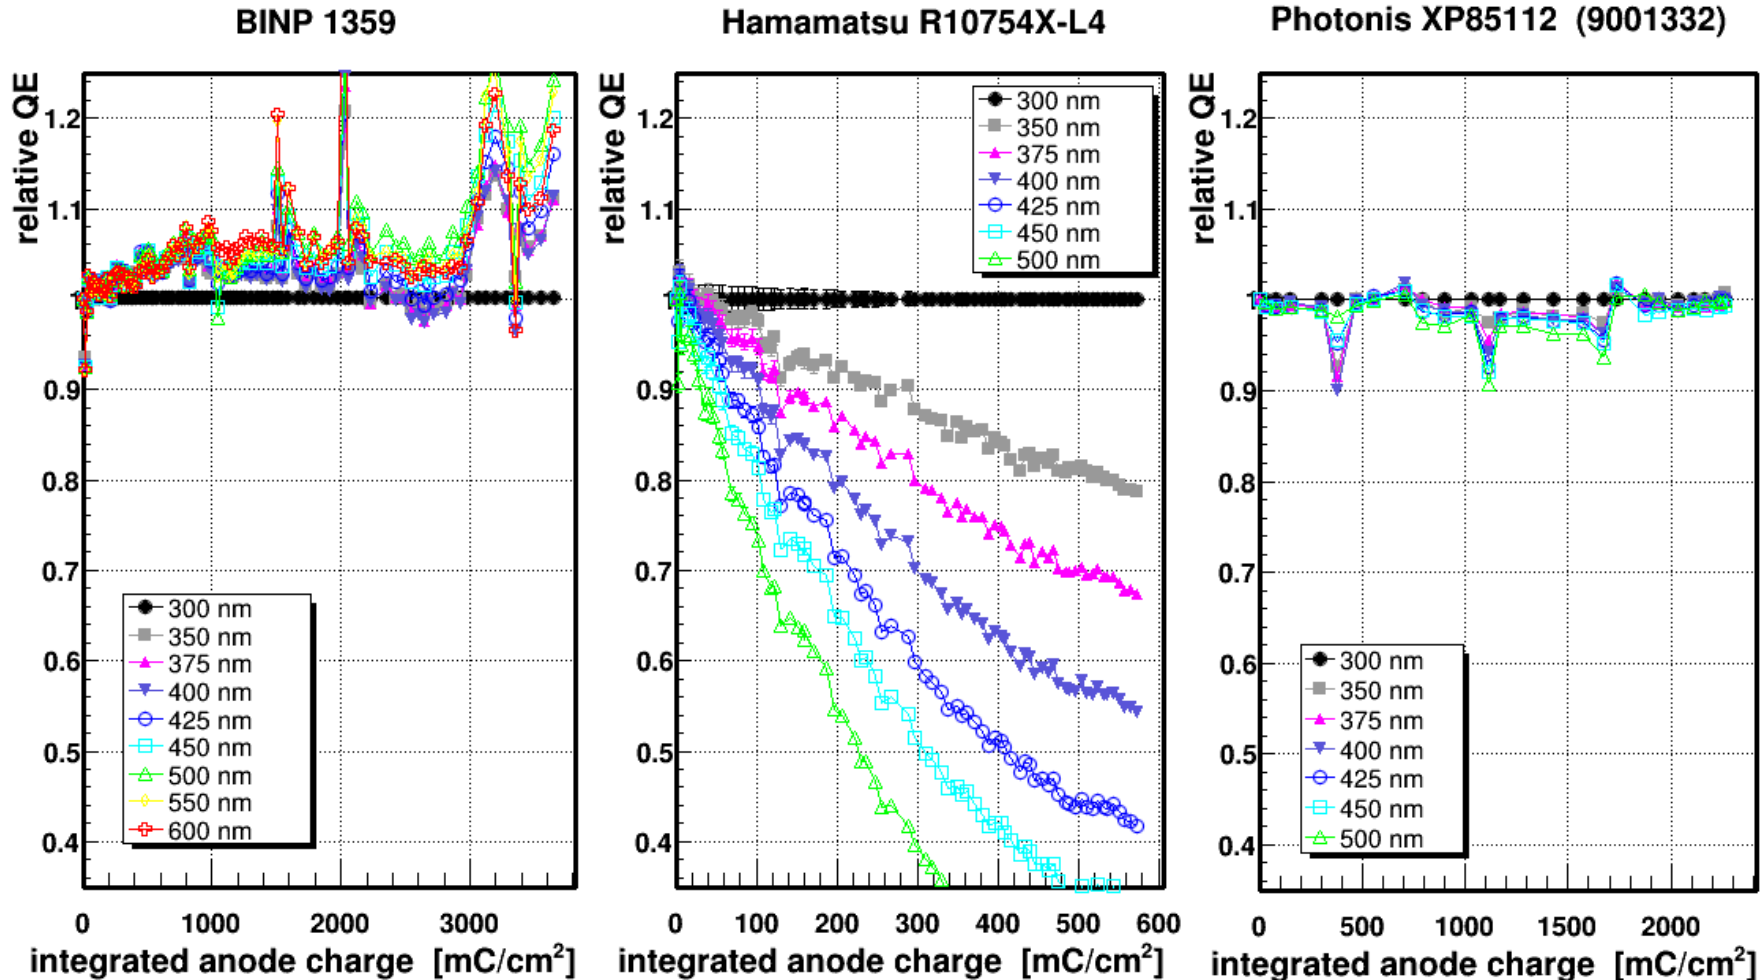 BINP 1359
relative QE
1.2
1.1
1
0.9
0.8
0.7
0.6
0.5
0.4
300 nm
350 nm
375 nm
400 nm
425 nm
450 nm
500 nm
550 nm
600 nm
0 1000 2000 3000
integrated anode charge [mC/cm²]
Hamamatsu R10754X-L4
relative QE
1.2
1.1
1
0.9
0.8
0.7
0.6
0.5
0.4
300 nm
350 nm
375 nm
400 nm
425 nm
450 nm
500 nm
0 100 200 300 400 500 600
integrated anode charge [mC/cm²]
Photonis XP85112 (9001332)
relative QE
1.2
1.1
1
0.9
0.8
0.7
0.6
0.5
0.4
300 nm
350 nm
375 nm
400 nm
425 nm
450 nm
500 nm
0 500 1000 1500 2000
integrated anode charge [mC/cm²]